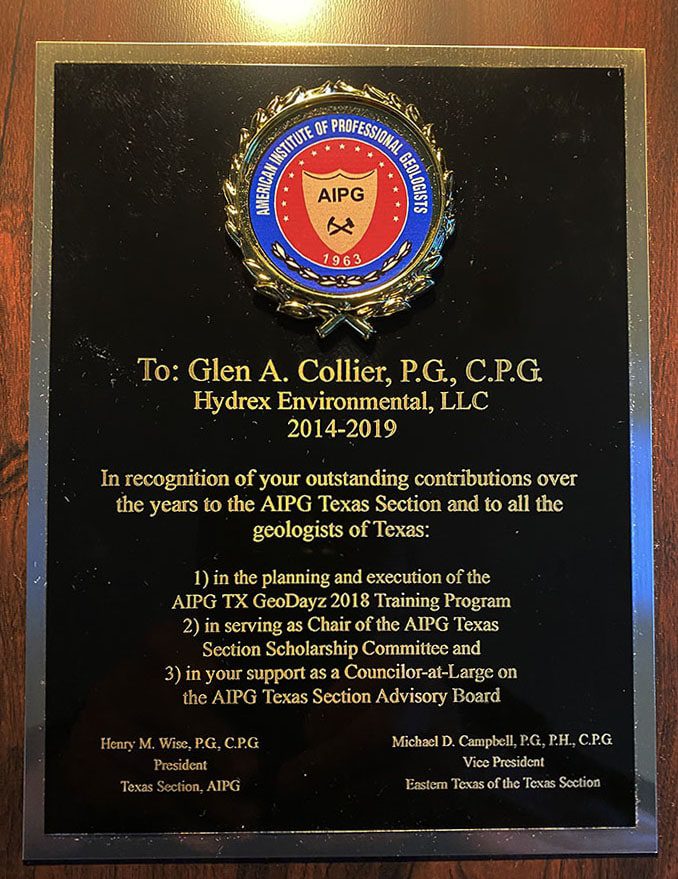 AMERICAN INSTITUTE OF PROFESSIONAL GEOLOGISTS
AIPG
1963
To: Glen A. Collier, P.G., C.P.G.
Hydrex Environmental, LLC
2014-2019
In recognition of your outstanding contributions over
the years to the AIPG Texas Section and to all the
geologists of Texas:
1) in the planning and execution of the
AIPG TX GeoDayz 2018 Training Program
2) in serving as Chair of the AIPG Texas
Section Scholarship Committee and
3) in your support as a Councilor-at-Large on
the AIPG Texas Section Advisory Board
Henry M. Wise, P.G., C.P.G.
President
Texas Section, AIPG
Michael D. Campbell, P.G., P.H., C.P.G.
Vice President
Eastern Texas of the Texas Section